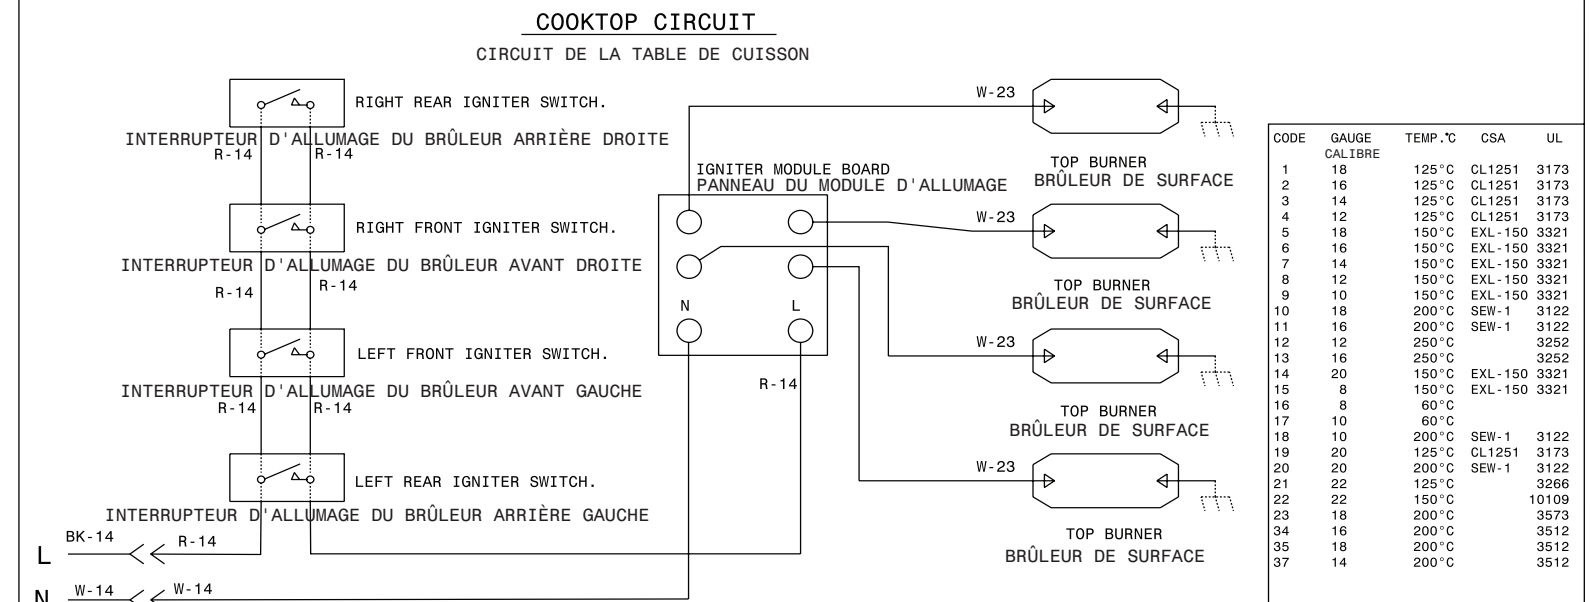 COOKTOP CIRCUIT
CIRCUIT DE LA TABLE DE CUISSON
RIGHT REAR IGNITER SWITCH.
INTERRUPTEUR D'ALLUMAGE DU BRÛLEUR ARRIÈRE DROITE
R-14 R-14
RIGHT FRONT IGNITER SWITCH.
INTERRUPTEUR D'ALLUMAGE DU BRÛLEUR AVANT DROITE
R-14 R-14
LEFT FRONT IGNITER SWITCH.
INTERRUPTEUR D'ALLUMAGE DU BRÛLEUR AVANT GAUCHE
R-14 R-14
LEFT REAR IGNITER SWITCH.
INTERRUPTEUR D'ALLUMAGE DU BRÛLEUR ARRIÈRE GAUCHE
L BK-14 R-14
N W-14 W-14
IGNITER MODULE BOARD
PANNEAU DU MODULE D'ALLUMAGE
N L
R-14
W-23
TOP BURNER
BRÛLEUR DE SURFACE
W-23
TOP BURNER
BRÛLEUR DE SURFACE
W-23
TOP BURNER
BRÛLEUR DE SURFACE
W-23
TOP BURNER
BRÛLEUR DE SURFACE
CODE GAUGE TEMP.°C CSA UL
CALIBRE
1 18 125°C CL1251 3173
2 16 125°C CL1251 3173
3 14 125°C CL1251 3173
4 12 125°C CL1251 3173
5 18 150°C EXL-150 3321
6 16 150°C EXL-150 3321
7 14 150°C EXL-150 3321
8 12 150°C EXL-150 3321
9 10 150°C EXL-150 3321
10 18 200°C SEW-1 3122
11 16 200°C SEW-1 3122
12 12 250°C 3252
13 16 250°C 3252
14 20 150°C EXL-150 3321
15 8 150°C EXL-150 3321
16 8 60°C
17 10 60°C
18 10 200°C SEW-1 3122
19 20 125°C CL1251 3173
20 20 200°C SEW-1 3122
21 22 125°C 3266
22 22 150°C 10109
23 18 200°C 3573
34 16 200°C 3512
35 18 200°C 3512
37 14 200°C 3512